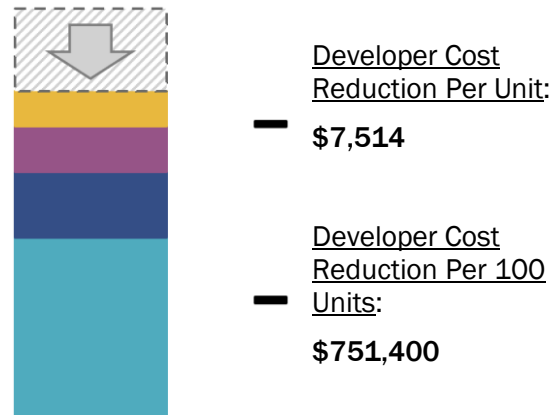 Developer Cost
Reduction Per Unit:
$7,514
Developer Cost
Reduction Per 100
Units:
$751,400